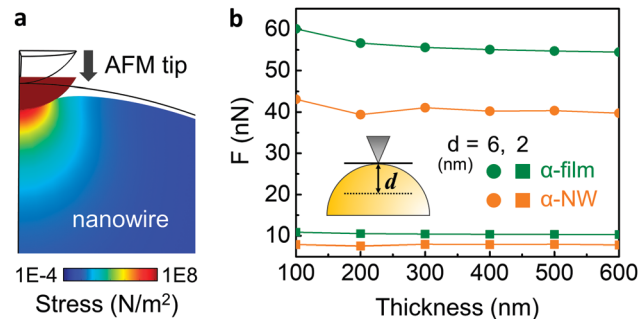 a
AFM tip
nanowire
1E-4 1E8
Stress (N/m²)
b
F (nN)
60
50
40
30
20
10
d = 6, 2
(nm)
α-film
α-NW
d
100 200 300 400 500 600
Thickness (nm)